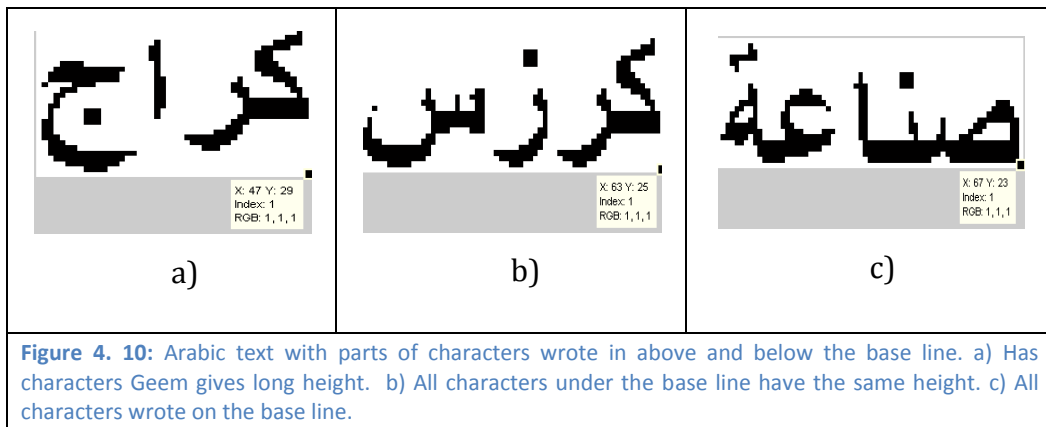 كراج
X: 47 Y: 29
Index: 1
RGB: 1, 1, 1
a)
كرزس
X: 63 Y: 25
Index: 1
RGB: 1, 1, 1
b)
صناعة
X: 67 Y: 23
Index: 1
RGB: 1, 1, 1
c)
Figure 4. 10: Arabic text with parts of characters wrote in above and below the base line. a) Has
characters Geem gives long height. b) All characters under the base line have the same height. c) All
characters wrote on the base line.